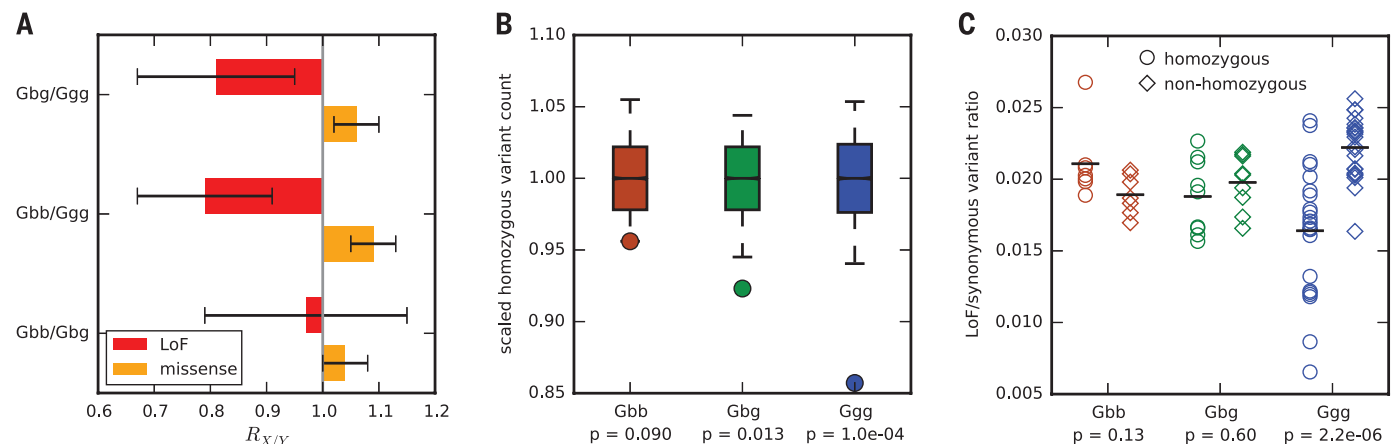 A
Gbg/Ggg
Gbb/Ggg
Gbb/Gbg
LoF
missense
0.6 0.7 0.8 0.9 1.0 1.1 1.2
R_{X/Y}
B
scaled homozygous variant count
1.10
1.05
1.00
0.95
0.90
0.85
Gbb Gbg Ggg
p = 0.090 p = 0.013 p = 1.0e-04
C
LoF/synonymous variant ratio
0.030
0.025
0.020
0.015
0.010
0.005
homozygous
non-homozygous
Gbb Gbg Ggg
p = 0.13 p = 0.60 p = 2.2e-06